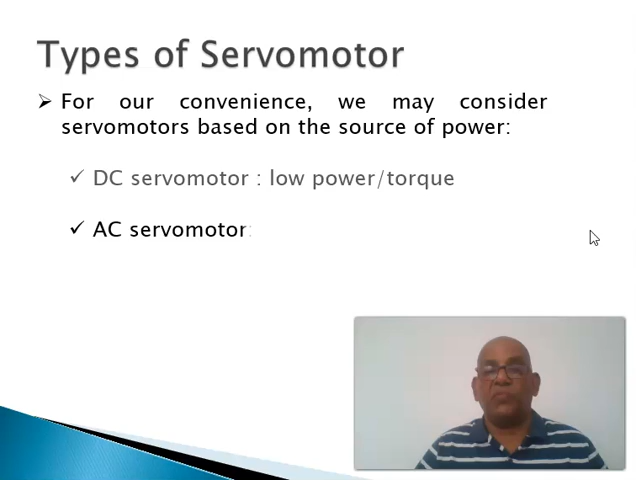 Types of Servomotor
For our convenience, we may consider
servomotors based on the source of power:
DC servomotor : low power/torque
AC servomotor: